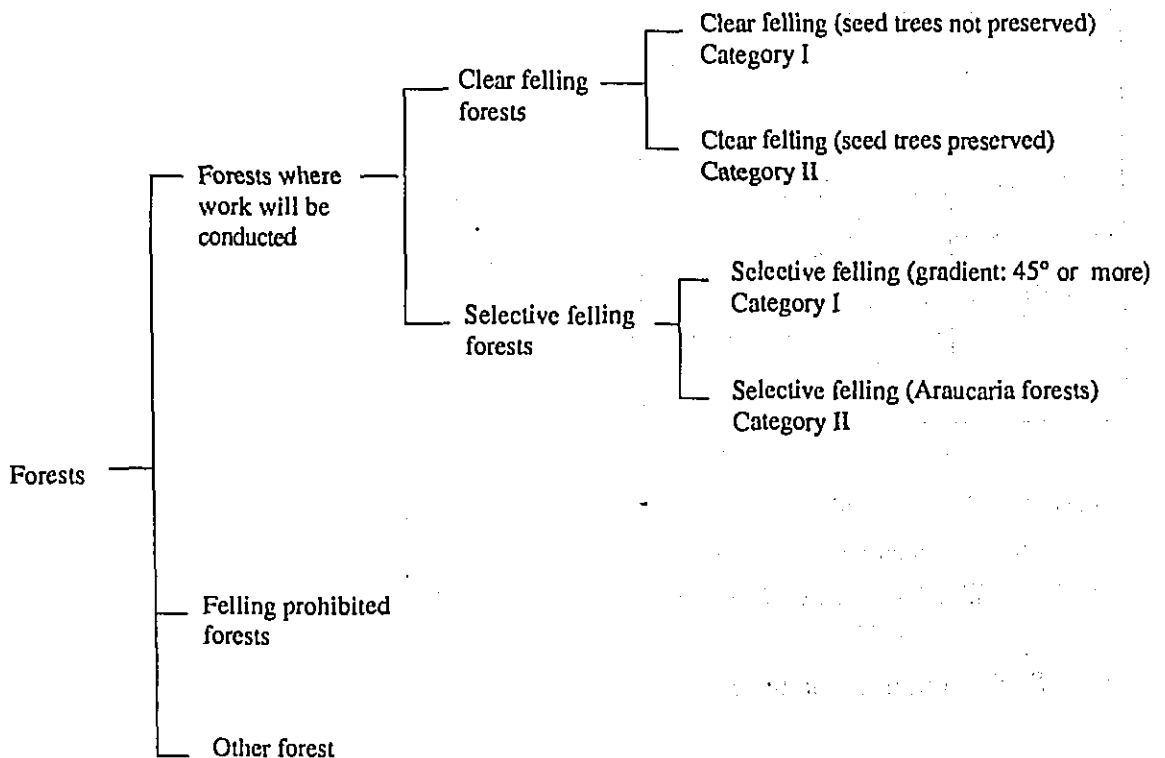 Clear felling (seed trees not preserved)
Category I
Clear felling
forests
Clear felting (seed trees preserved)
Category II
Forests where
work will be
conducted
Selective felling (gradient: 45° or more)
Category I
Selective felling
forests
Selective felling (Araucaria forests)
Category II
Forests
Felling prohibited
forests
Other forest